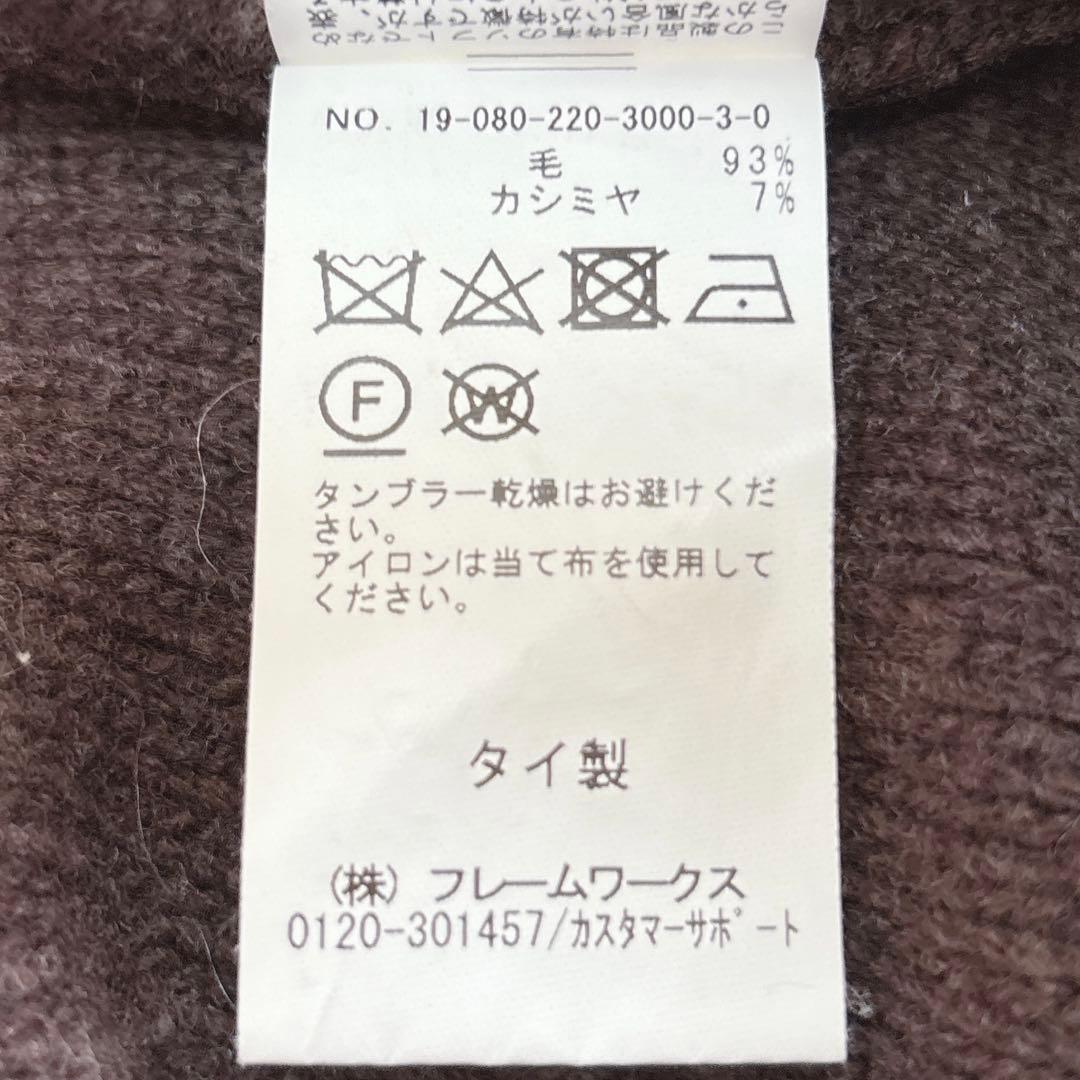 NO. 19-080-220-3000-3-0
毛 93%
カシミヤ 7%
F
W
タンブラー乾燥はお避けくだ
さい。
アイロンは当て布を使用して
ください。
タイ製
(株) フレームワークス
0120-301457/カスタマーサポート